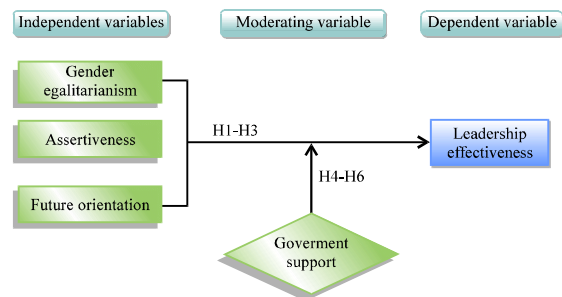 Independent variables
Moderating variable
Dependent variable
Gender
egalitarianism
Assertiveness
Future orientation
H1-H3
H4-H6
Goverment
support
Leadership
effectiveness